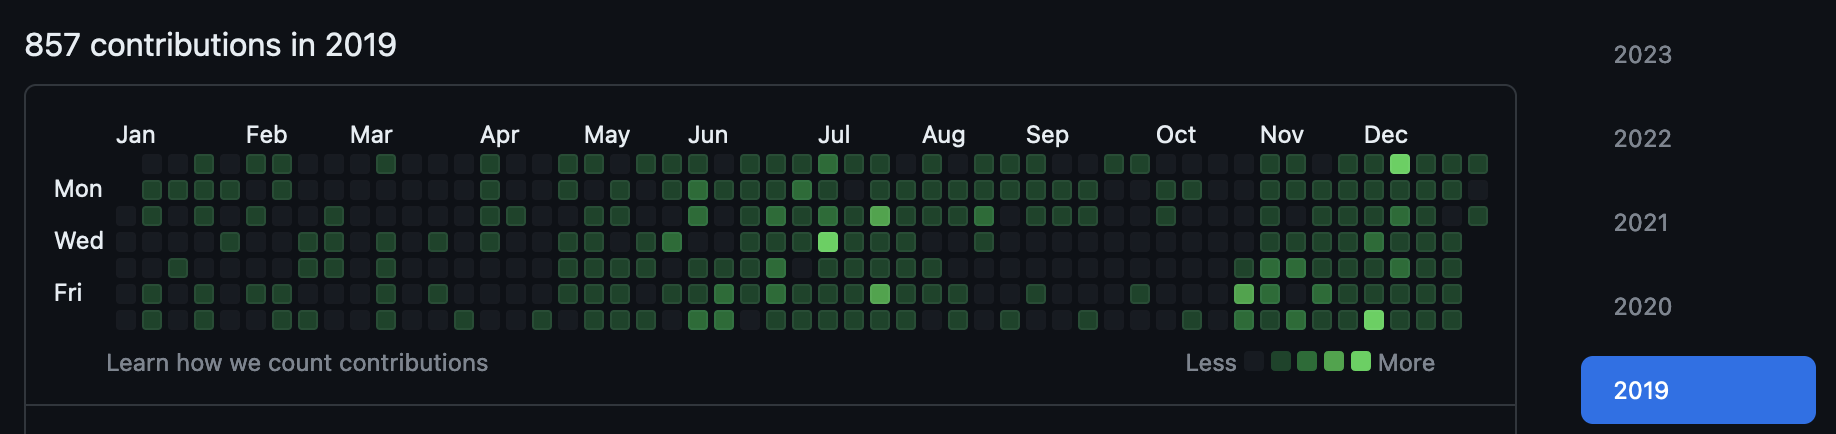 857 contributions in 2019
Jan Feb Mar Apr May Jun Jul Aug Sep Oct Nov Dec
Mon
Wed
Fri
Learn how we count contributions
Less More
2023
2022
2021
2020
2019